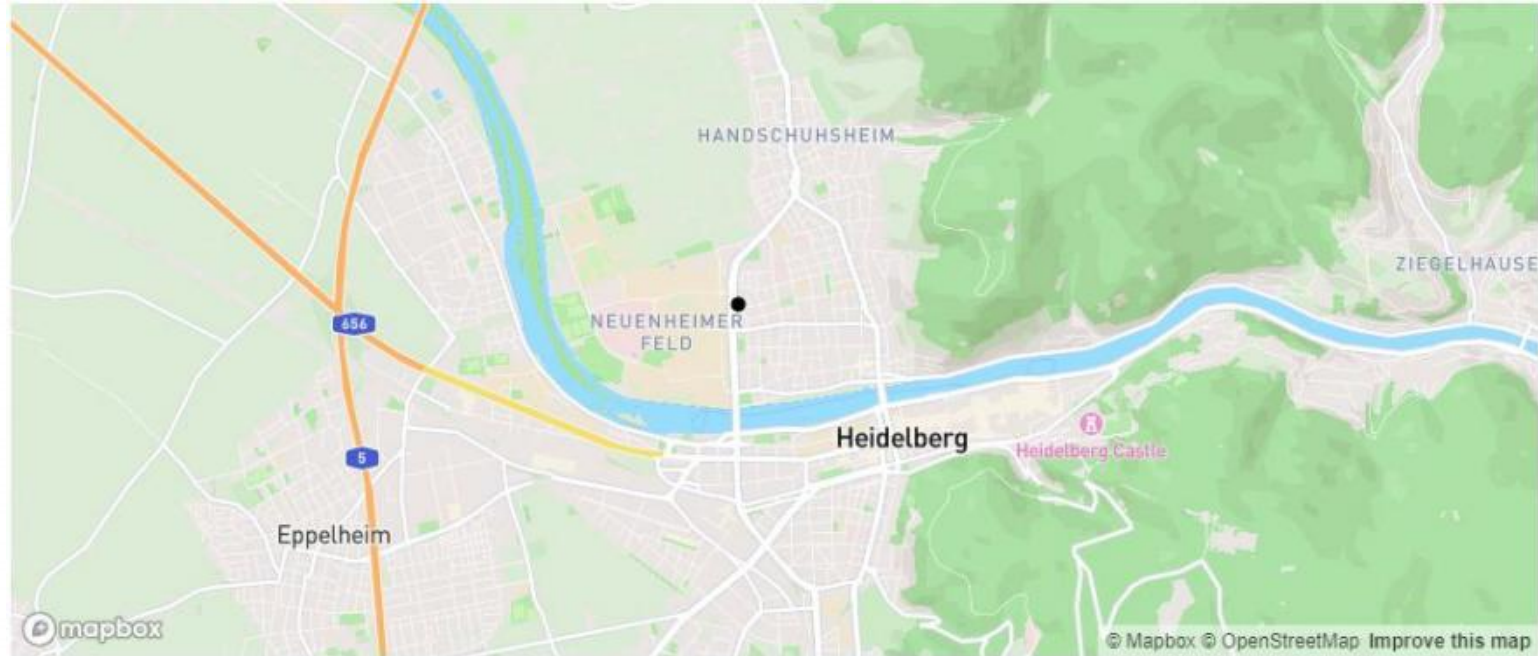 HANDSCHUHSHEIM
ZIEGELHAUSE
656
NEUENHEIMER
FELD
Heidelberg
Heidelberg Castle
5
Eppelheim
mapbox
© Mapbox © OpenStreetMap Improve this map